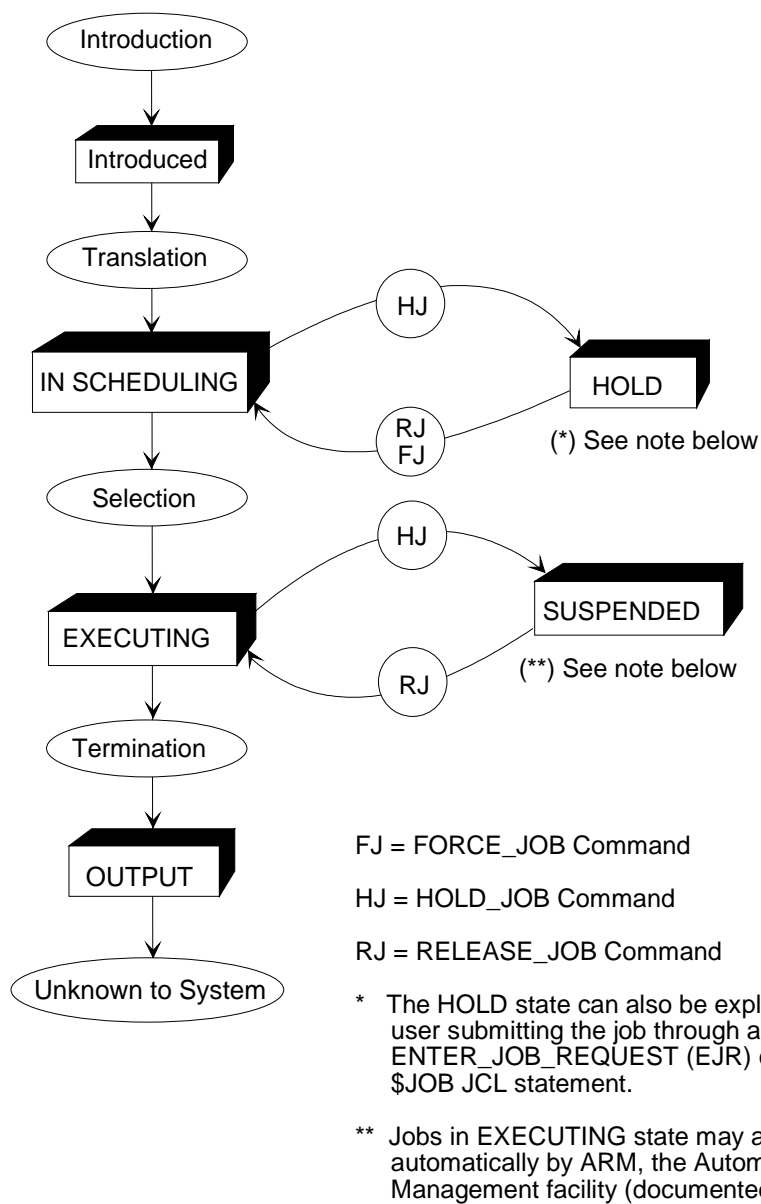 Introduction
Introduced
Translation
HJ
IN SCHEDULING
HOLD
RJ
FJ
(*) See note below
Selection
HJ
SUSPENDED
EXECUTING
(**) See note below
RJ
Termination
FJ = FORCE_JOB Command
OUTPUT
HJ = HOLD_JOB Command
RJ = RELEASE_JOB Command
Unknown to System
* The HOLD state can also be
user submitting the job through
ENTER_JOB_REQUEST (EJR)
$JOB JCL statement.
** Jobs in EXECUTING state may
automatically by ARM, the
Management facility